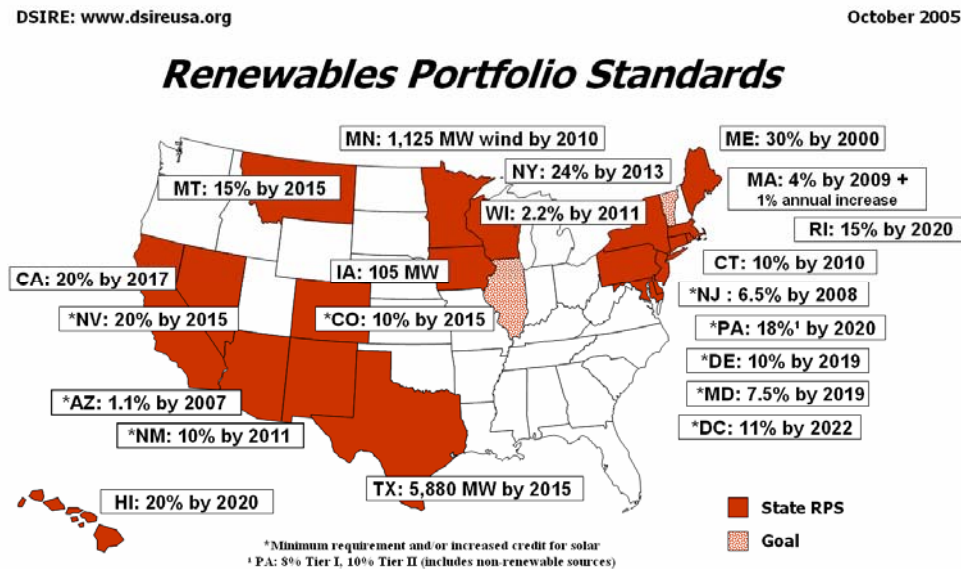 DSIRE: www.dsireusa.org
October 2005
Renewables Portfolio Standards
MN: 1,125 MW wind by 2010
ME: 30% by 2000
NY: 24% by 2013
MT: 15% by 2015
MA: 4% by 2009 +
1% annual increase
WI: 2.2% by 2011
RI: 15% by 2020
CT: 10% by 2010
CA: 20% by 2017
IA: 105 MW
*NJ : 6.5% by 2008
*NV: 20% by 2015
*CO: 10% by 2015
*PA: 18%¹ by 2020
*DE: 10% by 2019
*AZ: 1.1% by 2007
*MD: 7.5% by 2019
*NM: 10% by 2011
*DC: 11% by 2022
TX: 5,880 MW by 2015
HI: 20% by 2020
State RPS
Goal
*Minimum requirement and/or increased credit for solar
¹ PA: 8% Tier I, 10% Tier II (includes non-renewable sources)